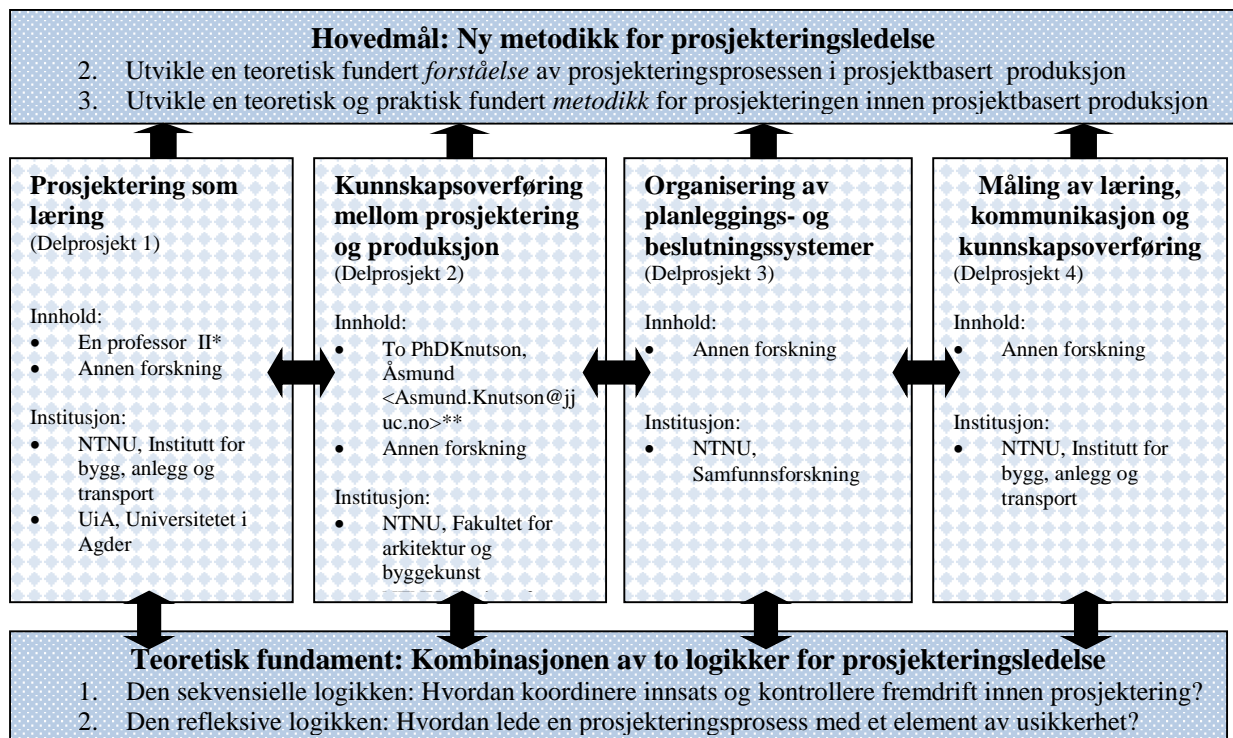 Hovedmål: Ny metodikk for prosjekteringsledelse
2. Utvikle en teoretisk fundert forståelse av prosjekteringsprosessen i prosjektbasert produksjon
3. Utvikle en teoretisk og praktisk fundert metodikk for prosjekteringen innen prosjektbasert produksjon
Prosjektering som
læring
(Delprosjekt 1)
Innhold:
• En professor II*
• Annen forskning
Institusjon:
• NTNU, Institutt for
bygg, anlegg og
transport
• UiA, Universitetet i
Agder
Kunnskapsoverføring
mellom prosjektering
og produksjon
(Delprosjekt 2)
Innhold:
• To PhDKnutson,
Åsmund
<Asmund.Knutson@jj
uc.no>**
• Annen forskning
Institusjon:
• NTNU, Fakultet for
arkitektur og
byggekunst
Organisering av
planleggings- og
beslutningssystemer
(Delprosjekt 3)
Innhold:
• Annen forskning
Institusjon:
• NTNU,
Samfunnsforskning
Måling av læring,
kommunikasjon og
kunnskapsoverføring
(Delprosjekt 4)
Innhold:
• Annen forskning
Institusjon:
• NTNU, Institutt for
bygg, anlegg og
transport
Teoretisk fundament: Kombinasjonen av to logikker for prosjekteringsledelse
1. Den sekvensielle logikken: Hvordan koordinere innsats og kontrollere fremdrift innen prosjektering?
2. Den refleksive logikken: Hvordan lede en prosjekteringsprosess med et element av usikkerhet?